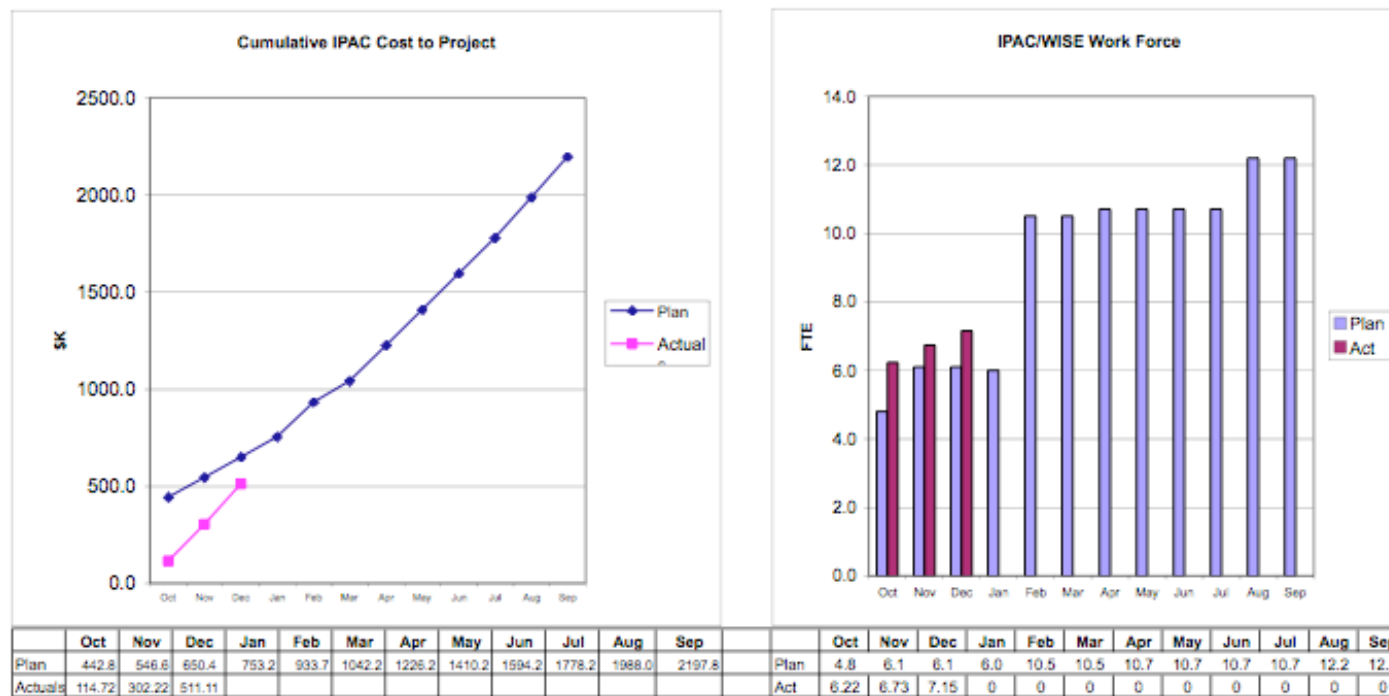 Cumulative IPAC Cost to Project
2500.0
2000.0
1500.0
1000.0
500.0
0.0
$K
Oct Nov Dec Jan Feb Mar Apr May Jun Jul Aug Sep
Plan
Actual
IPAC/WISE Work Force
14.0
12.0
10.0
8.0
6.0
4.0
2.0
0.0
FTE
Oct Nov Dec Jan Feb Mar Apr May Jun Jul Aug Sep
Plan
Act
Oct Nov Dec Jan Feb Mar Apr May Jun Jul Aug Sep
Plan 442.8 546.6 650.4 753.2 933.7 1042.2 1226.2 1410.2 1594.2 1778.2 1988.0 2197.8
Actuals 114.72 302.22 511.11
Oct Nov Dec Jan Feb Mar Apr May Jun Jul Aug Sep
Plan 4.8 6.1 6.1 6.0 10.5 10.5 10.7 10.7 10.7 10.7 12.2 12.
Act 6.22 6.73 7.15 0 0 0 0 0 0 0 0 0